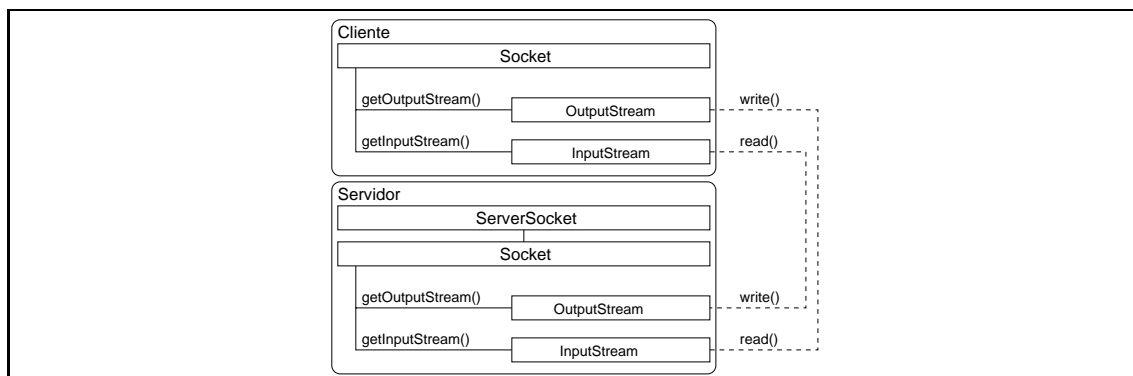 Cliente
Socket
getOutputStream() OutputStream write()
getInputStream() InputStream read()
Servidor
ServerSocket
Socket
getOutputStream() OutputStream write()
getInputStream() InputStream read()